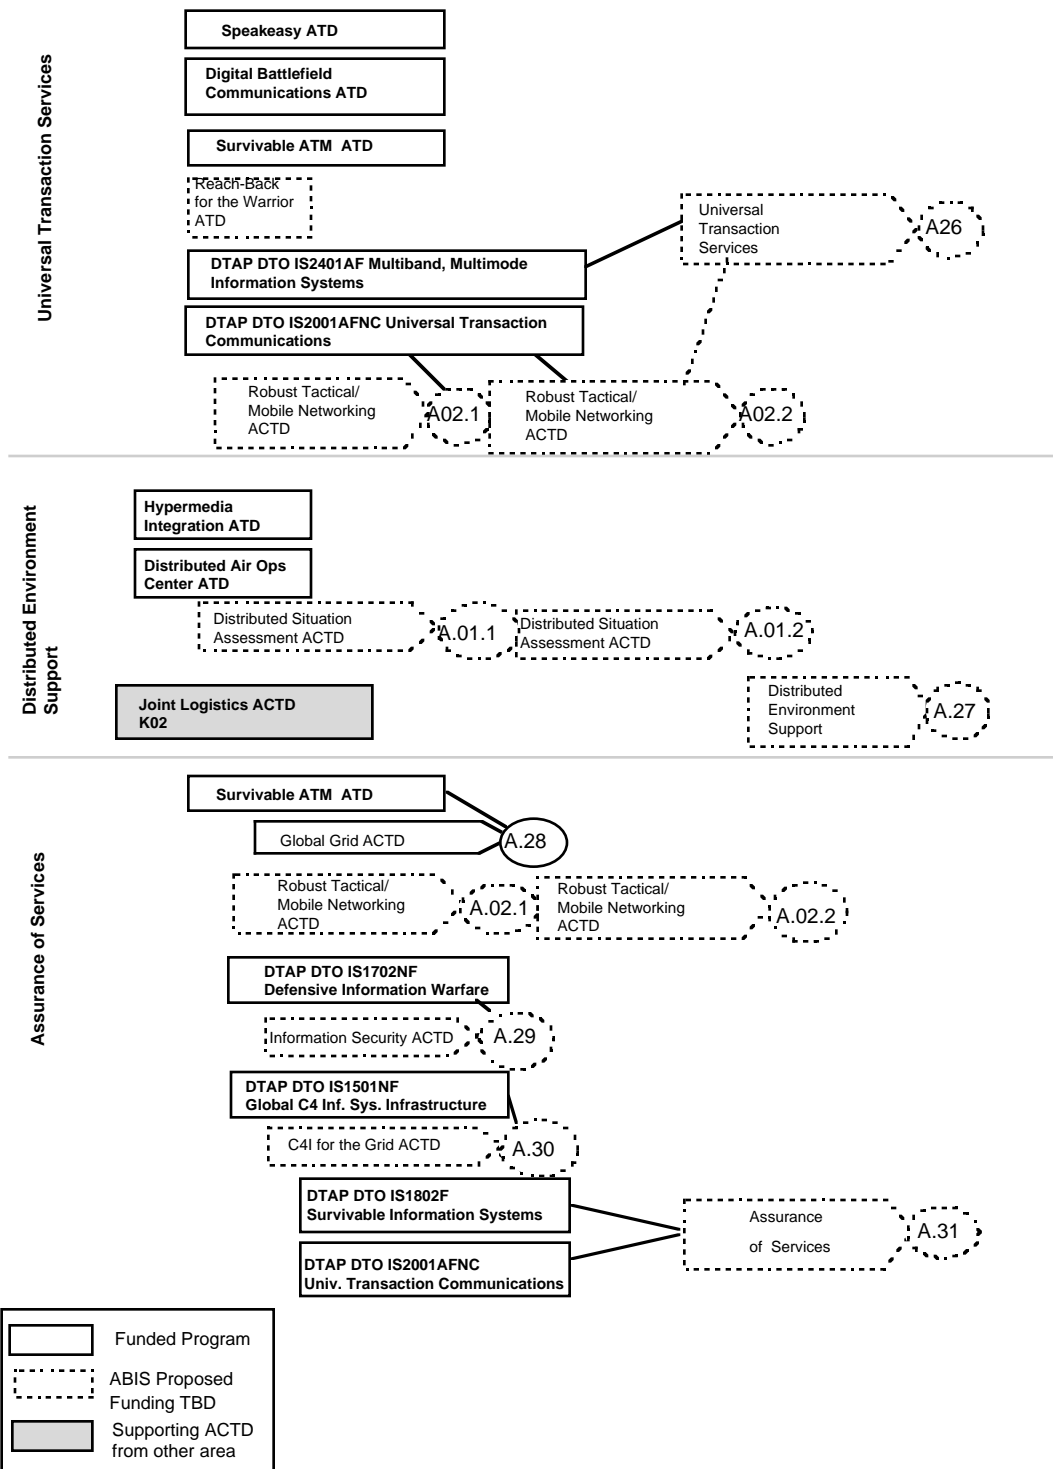 Universal Transaction Services
Speakeasy ATD
Digital Battlefield
Communications ATD
Survivable ATM ATD
Reach-Back
for the Warrior
ATD
Universal
Transaction
Services
A26
DTAP DTO IS2401AF Multiband, Multimode
Information Systems
DTAP DTO IS2001AFNC Universal Transaction
Communications
Robust Tactical/
Mobile Networking
ACTD
A02.1
Robust Tactical/
Mobile Networking
ACTD
A02.2
Distributed Environment
Support
Hypermedia
Integration ATD
Distributed Air Ops
Center ATD
Distributed Situation
Assessment ACTD
A.01.1
Distributed Situation
Assessment ACTD
A.01.2
Joint Logistics ACTD
K02
Distributed
Environment
Support
A.27
Assurance of Services
Survivable ATM ATD
Global Grid ACTD
A.28
Robust Tactical/
Mobile Networking
ACTD
A.02.1
Robust Tactical/
Mobile Networking
ACTD
A.02.2
DTAP DTO IS1702NF
Defensive Information Warfare
Information Security ACTD
A.29
DTAP DTO IS1501NF
Global C4 Inf. Sys. Infrastructure
C4I for the Grid ACTD
A.30
DTAP DTO IS1802F
Survivable Information Systems
DTAP DTO IS2001AFNC
Univ. Transaction Communications
Assurance
of Services
A.31
Funded Program
ABIS Proposed
Funding TBD
Supporting ACTD
from other area